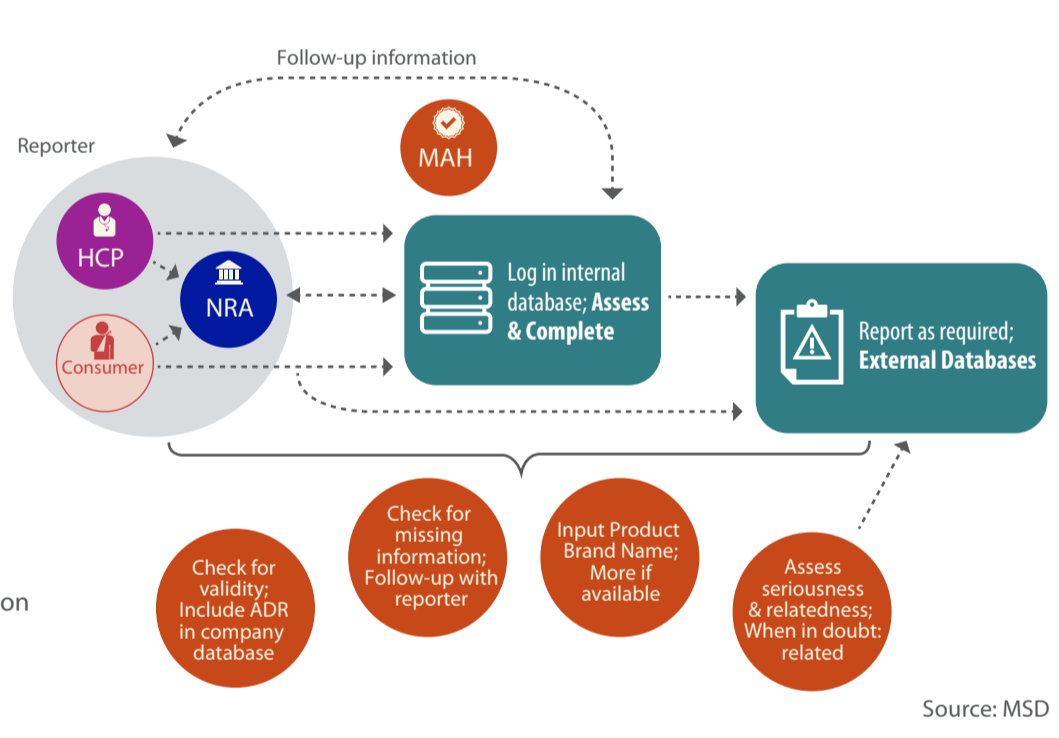 Follow-up information
Reporter
MAH
HCP
NRA
Consumer
Log in internal
database; Assess
& Complete
Report as required;
External Databases
Check for
validity;
Include ADR
in company
database
Check for
missing
information;
Follow-up with
reporter
Input Product
Brand Name;
More if
available
Assess
seriousness
& relatedness;
When in doubt:
related
on
Source: MSD